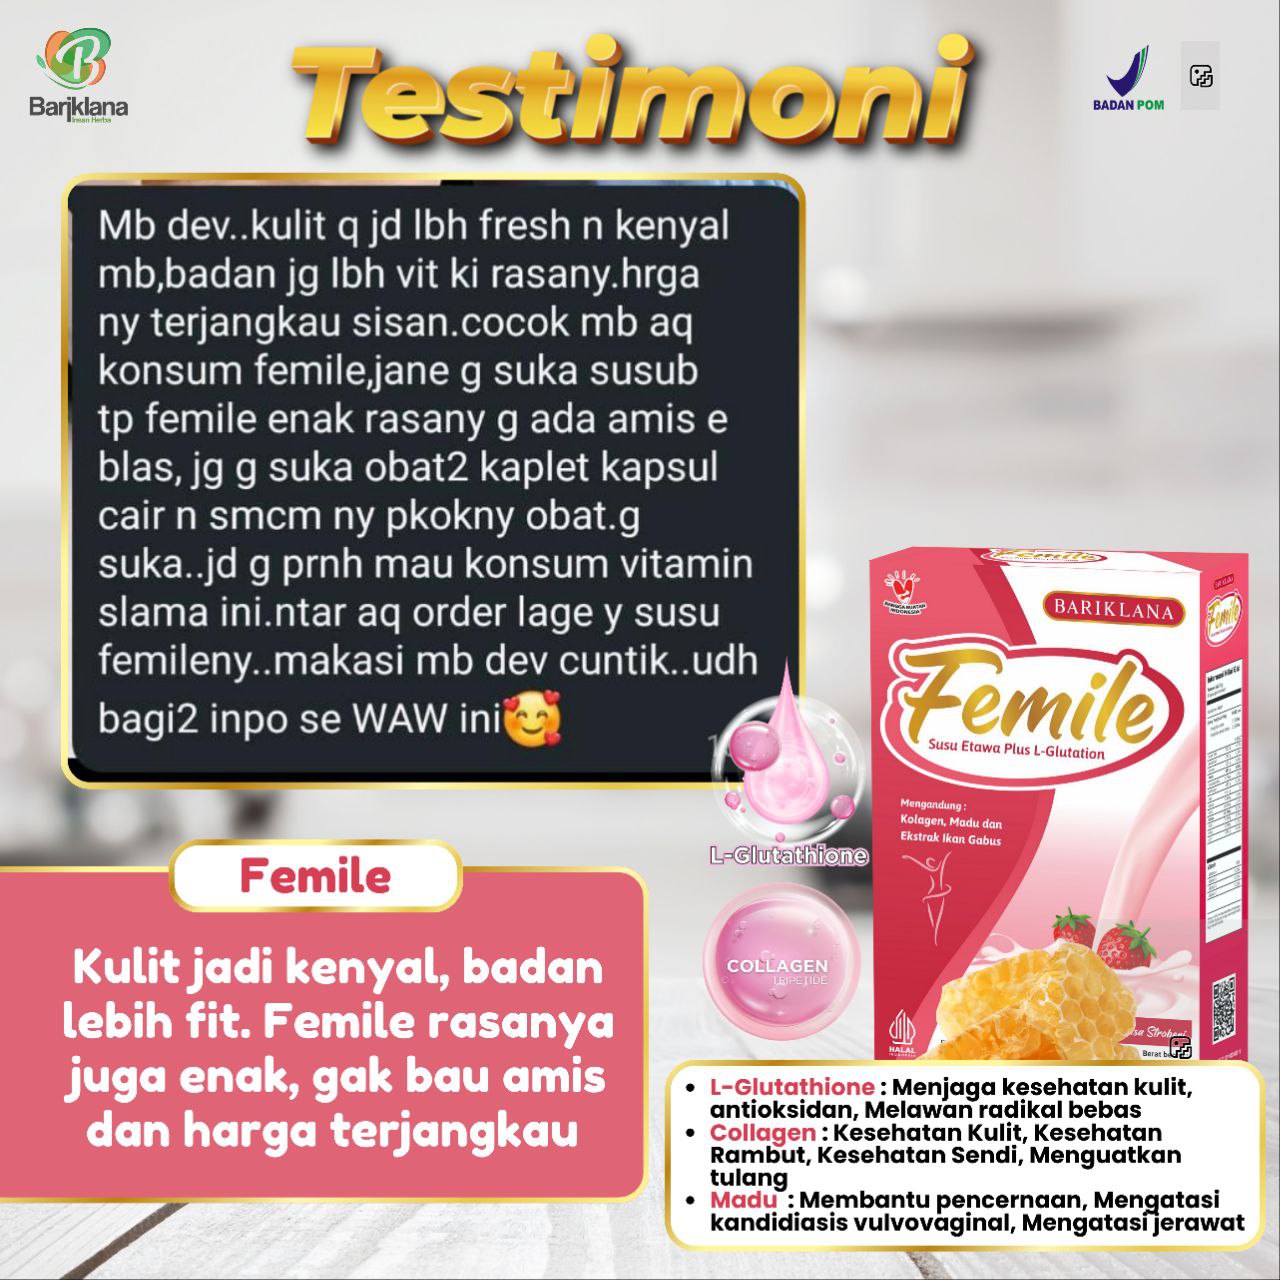 Bariklana
Insan Herba
Testimoni
BADAN POM
Mb dev..kulit q jd lbh fresh n kenyal
mb,badan jg lbh vit ki rasany.hrga
ny terjangkau sisan.cocok mb aq
konsum femile,jane g suka susub
tp femile enak rasany g ada amis e
blas, jg g suka obat2 kaplet kapsul
cair n smcm ny pkokny obat.g
suka..jd g prnh mau konsum vitamin
slama ini.ntar aq order lage y susu
femileny..makasi mb dev cuntik..udh
bagi2 inpo se WAW ini🥰
L-Glutathione
COLLAGEN
TRIPETIDE
Femile
BARIKLANA
Femile
Susu Etawa Plus L-Glutation
Mengandung :
Kolagen, Madu dan
Ekstrak Ikan Gabus
HALAL
INDONESIA
Femile
Femile
Kulit jadi kenyal, badan
lebih fit. Femile rasanya
juga enak, gak bau amis
dan harga terjangkau
L-Glutathione : Menjaga kesehatan kulit,
antioksidan, Melawan radikal bebas
Collagen : Kesehatan Kulit, Kesehatan
Rambut, Kesehatan Sendi, Menguatkan
tulang
Madu : Membantu pencernaan, Mengatasi
kandidiasis vulvovaginal, Mengatasi jerawat